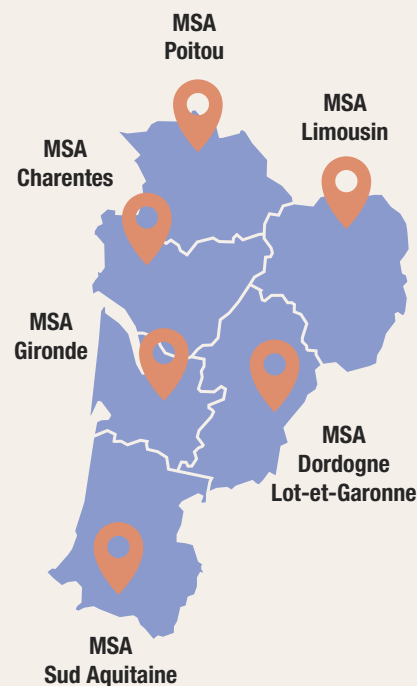 MSA
Poitou
MSA
Limousin
MSA
Charentes
MSA
Gironde
MSA
Dordogne
Lot-et-Garonne
MSA
Sud Aquitaine